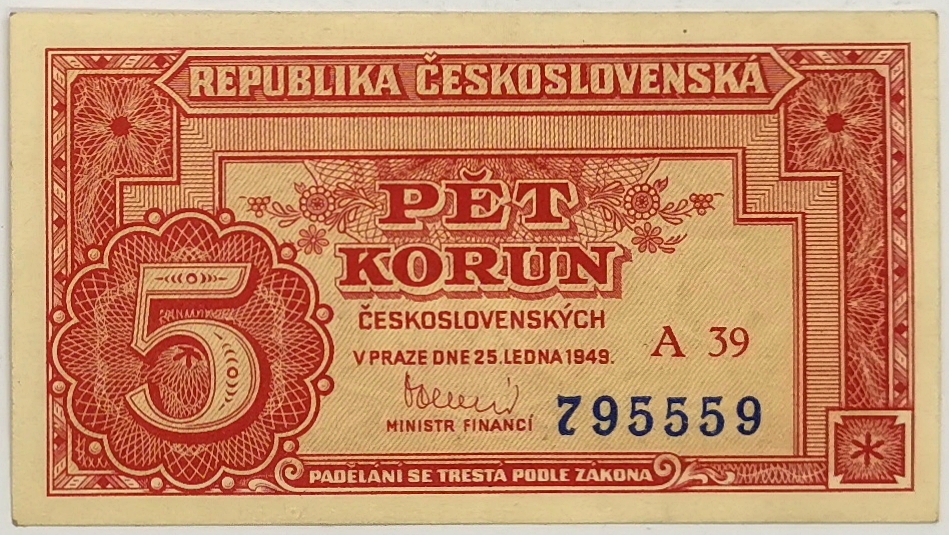 REPUBLIKA ČESKOSLOVENSKÁ
PĚT
KORUN
ČESKOSLOVENSKÝCH
V PRAZE DNE 25. LEDNA 1949.
A 39
MINISTR FINANCÍ
795559
5
PADĚLÁNÍ SE TRESTÁ PODLE ZÁKONA